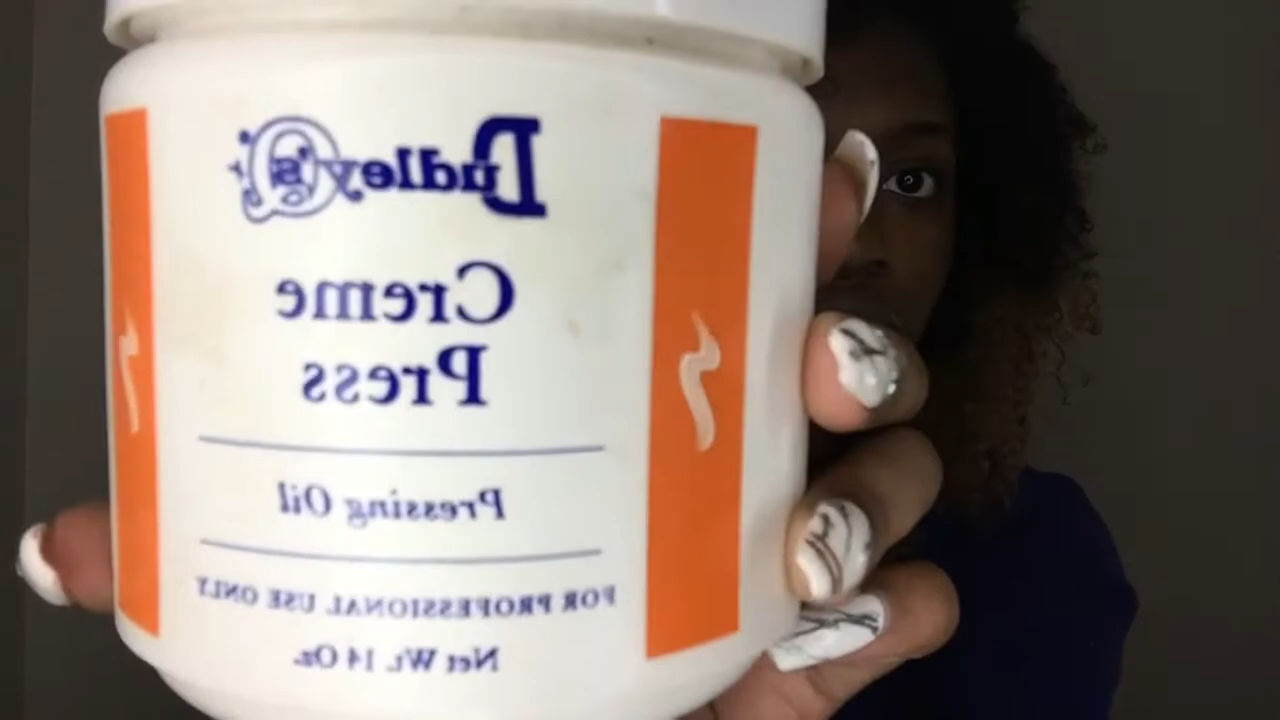 Dudley's Q
Creme
Press
Pressing Oil
FOR PROFESSIONAL USE ONLY
Net Wt. 14 Oz.